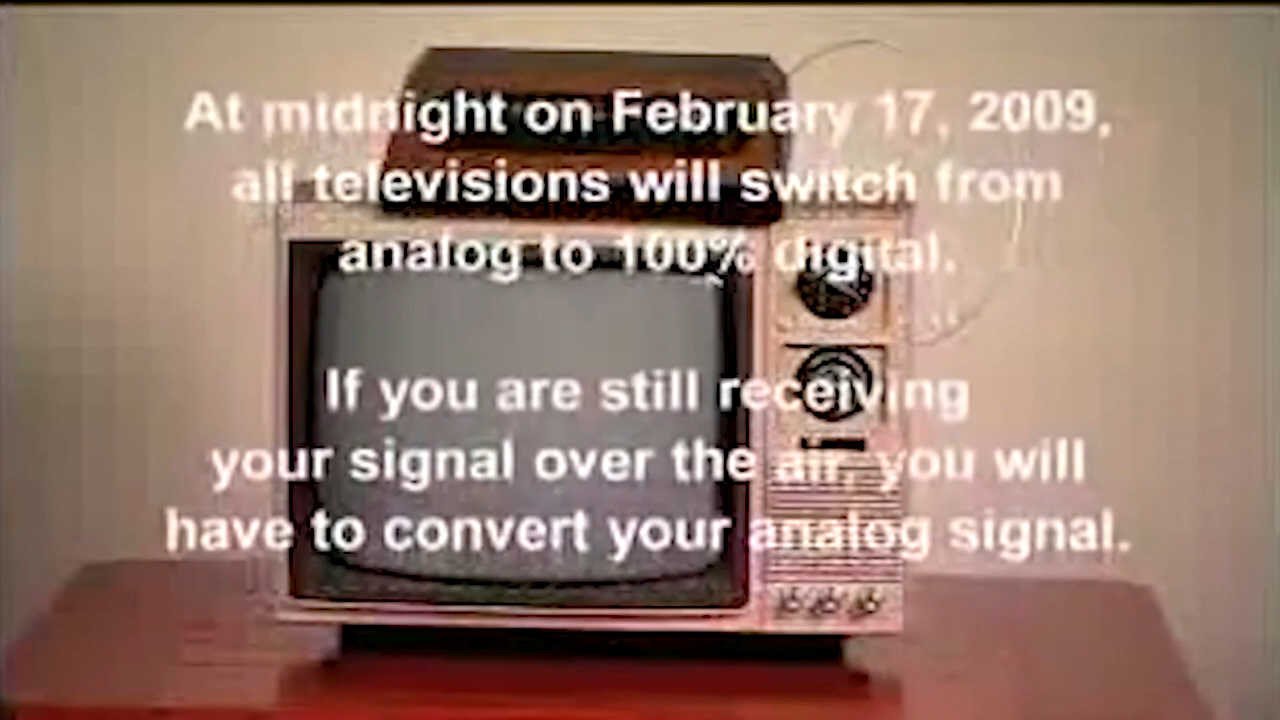 At midnight on February 17, 2009,
all televisions will switch from
analog to 100% digital.
If you are still receiving
your signal over the air, you will
have to convert your analog signal.